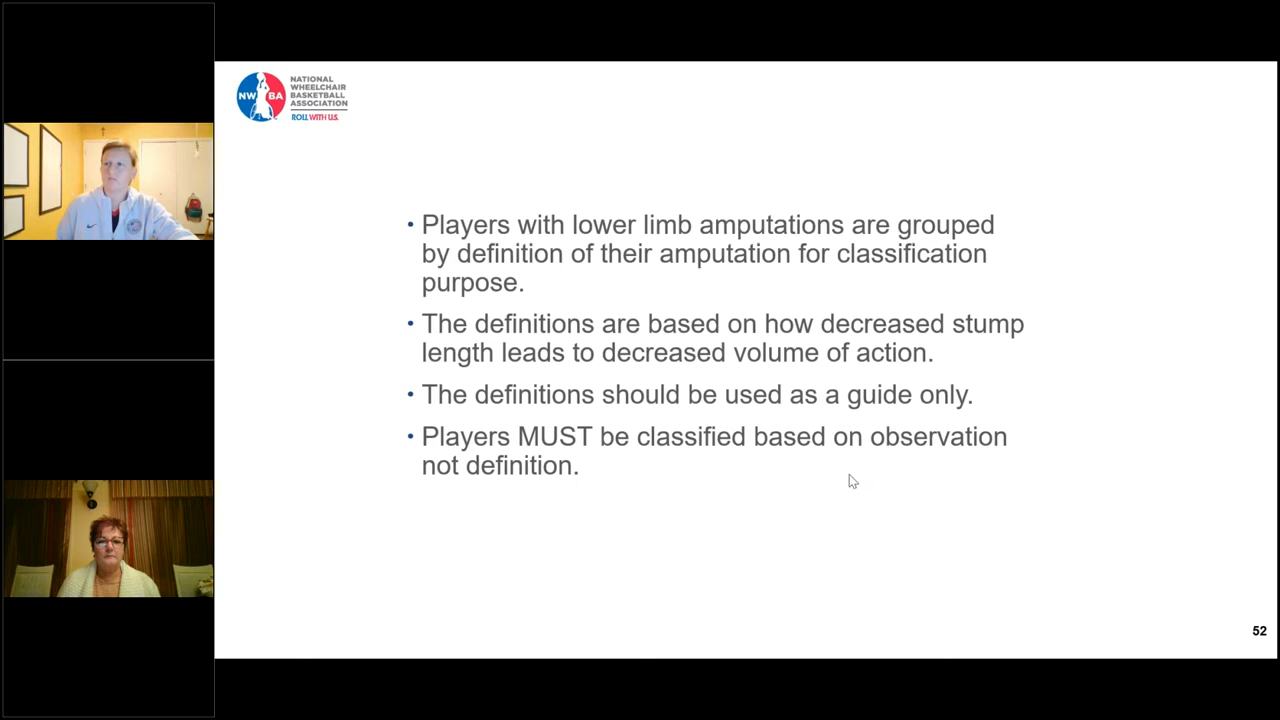 NWBA
NATIONAL
WHEELCHAIR
BASKETBALL
ASSOCIATION
ROLL WITH U.S.
• Players with lower limb amputations are grouped
by definition of their amputation for classification
purpose.
• The definitions are based on how decreased stump
length leads to decreased volume of action.
• The definitions should be used as a guide only.
• Players MUST be classified based on observation
not definition.
52